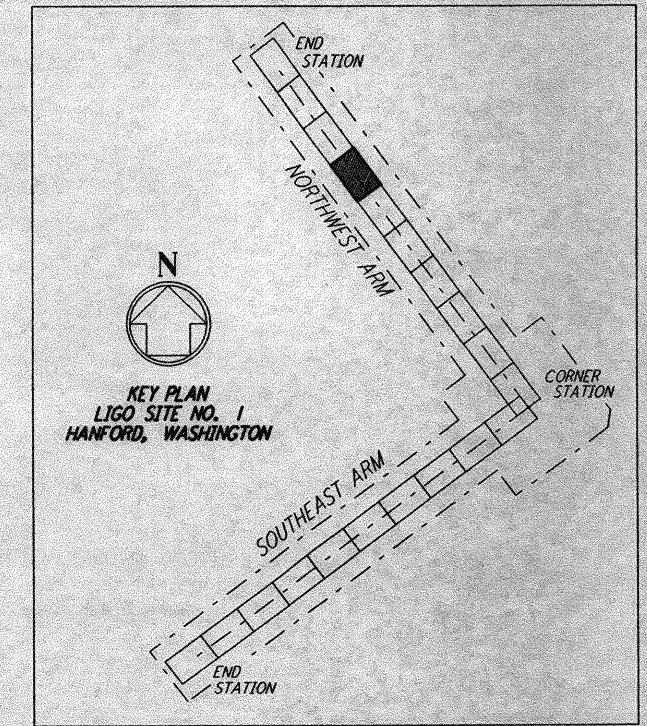 END
STATION
NORTHWEST ARM
N
KEY PLAN
LIGO SITE NO. 1
HANFORD, WASHINGTON
CORNER
STATION
SOUTHEAST ARM
END
STATION